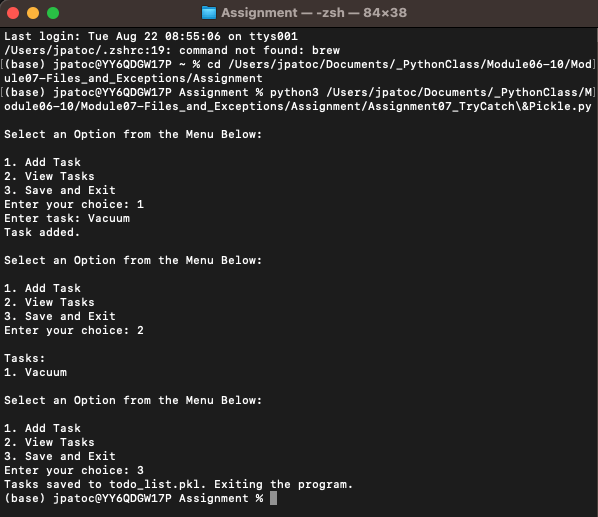 Assignment — -zsh — 84×38
Last login: Tue Aug 22 08:55:06 on ttys001
/Users/jpatoc/.zshrc:19: command not found: brew
[(base) jpatoc@YY6QDGW17P ~ % cd /Users/jpatoc/Documents/_PythonClass/Module06-10/Mod]
ule07-Files_and_Exceptions/Assignment
[(base) jpatoc@YY6QDGW17P Assignment % python3 /Users/jpatoc/Documents/_PythonClass/M]
odule06-10/Module07-Files_and_Exceptions/Assignment/Assignment07_TryCatch\&Pickle.py
Select an Option from the Menu Below:
1. Add Task
2. View Tasks
3. Save and Exit
Enter your choice: 1
Enter task: Vacuum
Task added.
Select an Option from the Menu Below:
1. Add Task
2. View Tasks
3. Save and Exit
Enter your choice: 2
Tasks:
1. Vacuum
Select an Option from the Menu Below:
1. Add Task
2. View Tasks
3. Save and Exit
Enter your choice: 3
Tasks saved to todo_list.pkl. Exiting the program.
(base) jpatoc@YY6QDGW17P Assignment %